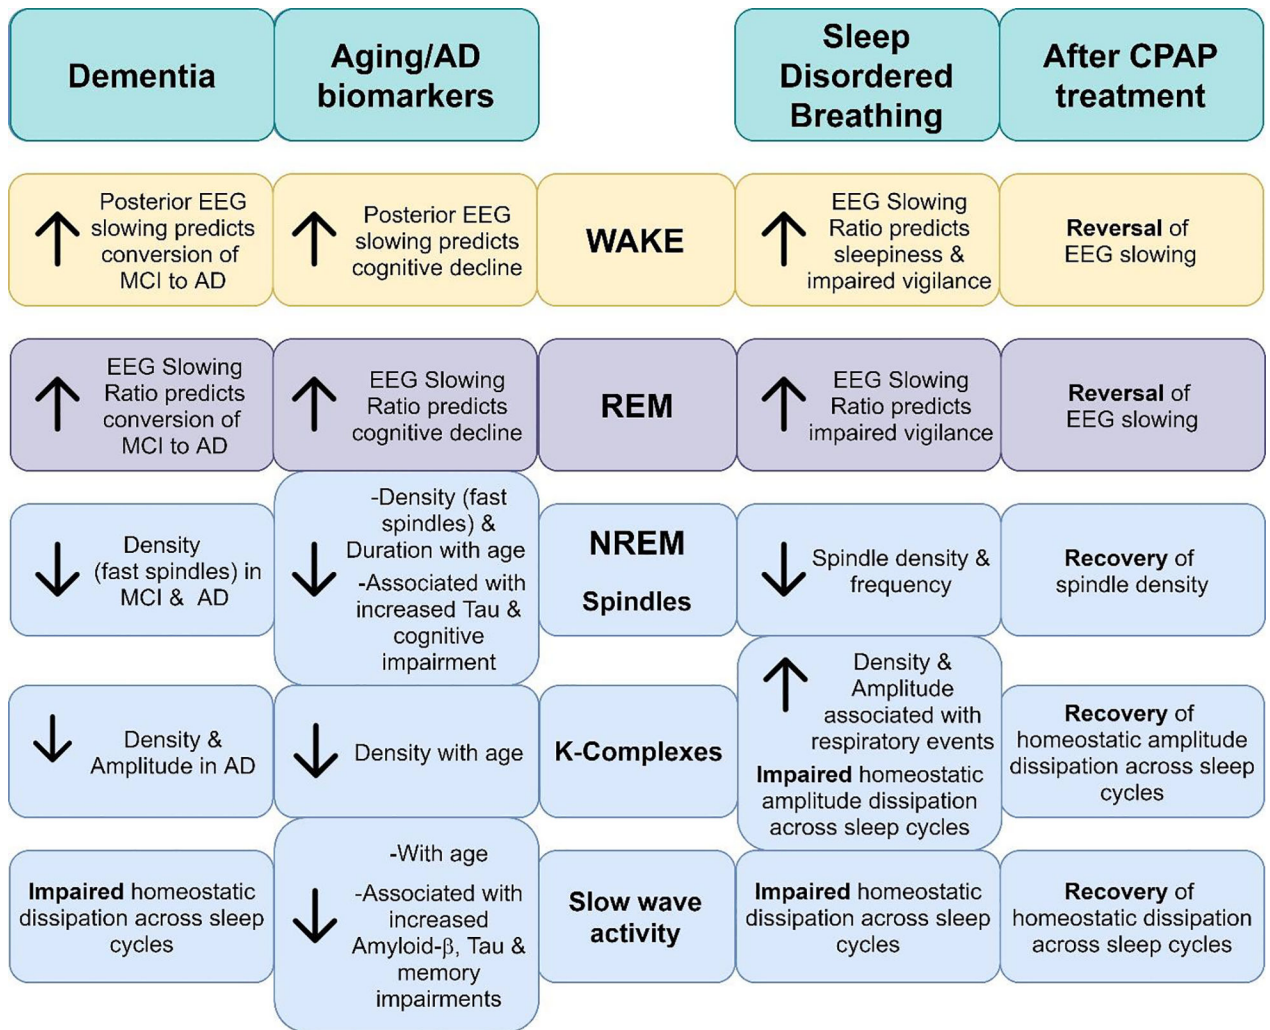 Dementia
Aging/AD
biomarkers
Sleep
Disordered
Breathing
After CPAP
treatment
Posterior EEG
slowing predicts
conversion of
MCI to AD
Posterior EEG
slowing predicts
cognitive decline
WAKE
EEG Slowing
Ratio predicts
sleepiness &
impaired vigilance
Reversal of
EEG slowing
EEG Slowing
Ratio predicts
conversion of
MCI to AD
EEG Slowing
Ratio predicts
cognitive decline
REM
EEG Slowing
Ratio predicts
impaired vigilance
Reversal of
EEG slowing
Density
(fast spindles) in
MCI & AD
-Density (fast
spindles) &
Duration with age
-Associated with
increased Tau &
cognitive
impairment
NREM
Spindles
Spindle density &
frequency
Recovery of
spindle density
Density &
Amplitude in AD
Density with age
K-Complexes
Density &
Amplitude
associated with
respiratory events
Impaired homeostatic
amplitude dissipation
across sleep cycles
Recovery of
homeostatic amplitude
dissipation across sleep
cycles
Impaired homeostatic
dissipation across sleep
cycles
-With age
-Associated with
increased
Amyloid-β, Tau &
memory
impairments
Slow wave
activity
Impaired homeostatic
dissipation across sleep
cycles
Recovery of
homeostatic dissipation
across sleep cycles